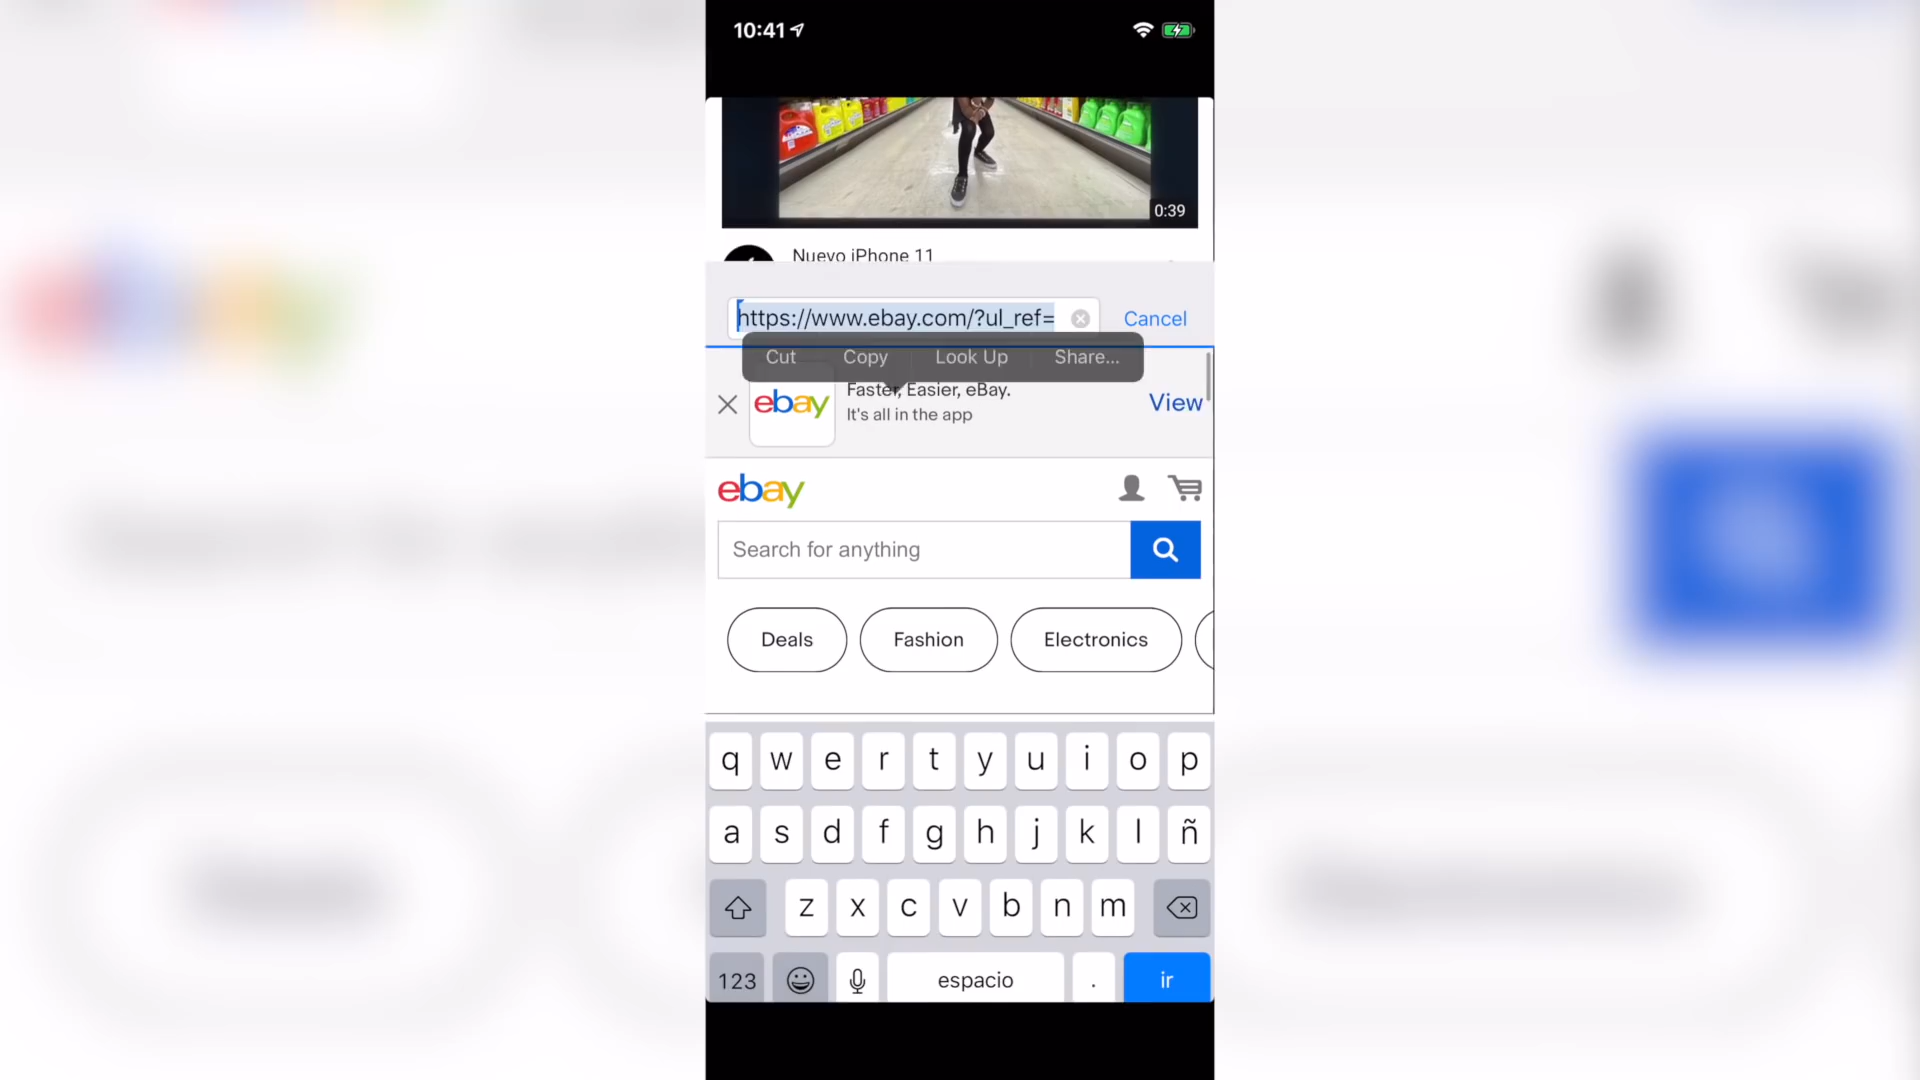 10:41
0:39
Nuevo iPhone 11
https://www.ebay.com/?ul_ref=
Cancel
Cut Copy Look Up Share...
ebay
Faster, Easier, eBay.
It's all in the app
View
ebay
Search for anything
Deals Fashion Electronics
q w e r t y u i o p
a s d f g h j k l ñ
z x c v b n m
123 espacio . ir